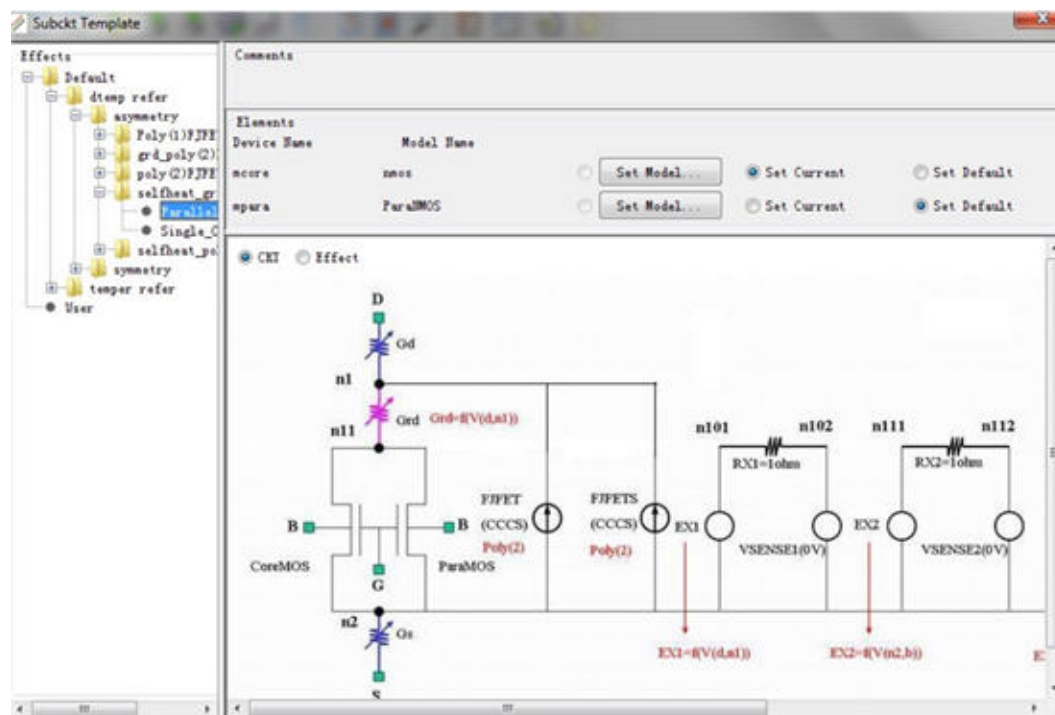 Subckt Template
Effects
Default
dtemp refer
asymmetry
Poly(1)FJFE
grd_poly(2)
poly(2)FJFE
selfheat_gr
Parallel
Single_C
selfheat_po
symmetry
temper refer
User
Comments
Elements
Device Name Model Name
mcore nmos Set Model... Set Current Set Default
mpara ParaNMOS Set Model... Set Current Set Default
CKT Effect
D
Gd
n1
Grd Grd=f(V(d,n1))
n11
n101 n102 n111 n112
RX1=1ohm RX2=1ohm
FJFET FJFETS
(CCCS) (CCCS)
Poly(2) Poly(2)
B B
EX1 EX2
VSENSE1(0V) VSENSE2(0V)
CoreMOS ParaMOS
G
n2
Gs
EX1=f(V(d,n1)) EX2=f(V(n2,b))
S